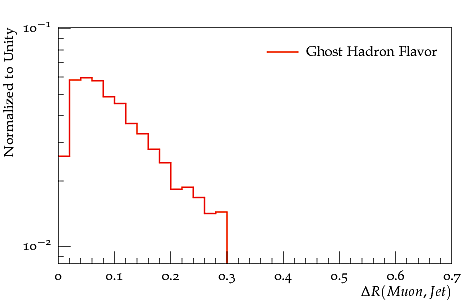 10⁻¹
Normalized to Unity
Ghost Hadron Flavor
10⁻²
0 0.1 0.2 0.3 0.4 0.5 0.6 0.7
ΔR(Muon, Jet)